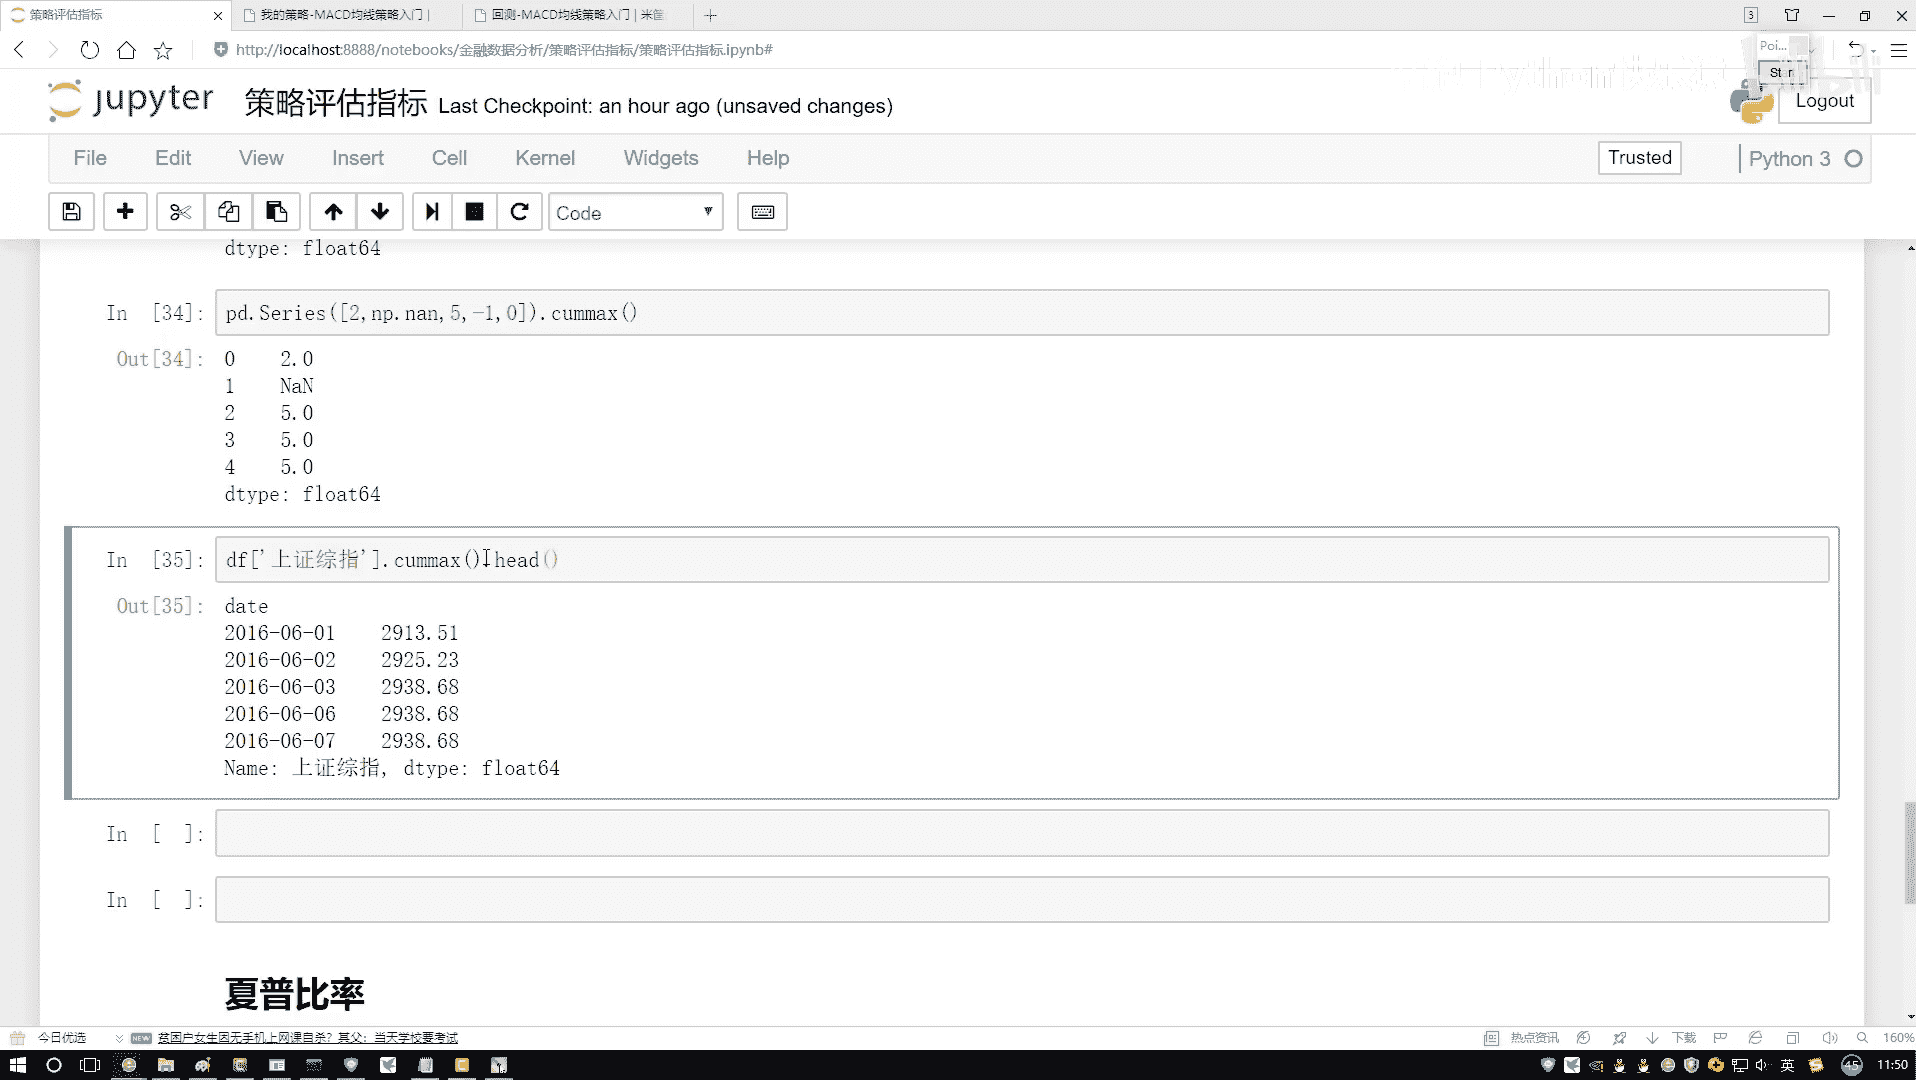 策略评估指标
我的策略-MACD均线策略入门 |
回测-MACD均线策略入门 | 米筐
3
http://localhost:8888/notebooks/金融数据分析/策略评估指标/策略评估指标.ipynb#
Poi...
Start
jupyter
策略评估指标 Last Checkpoint: an hour ago (unsaved changes)
Logout
File Edit View Insert Cell Kernel Widgets Help
Trusted
Python 3
Code
dtype: float64
In [34]: pd.Series([2,np.nan,5,-1,0]).cummax()
Out[34]: 0 2.0
1 NaN
2 5.0
3 5.0
4 5.0
dtype: float64
In [35]: df['上证综指'].cummax().head()
Out[35]: date
2016-06-01 2913.51
2016-06-02 2925.23
2016-06-03 2938.68
2016-06-06 2938.68
2016-06-07 2938.68
Name: 上证综指, dtype: float64
In [ ]:
In [ ]:
夏普比率
今日优选
NEW 贫困户女生因无手机上网课自杀? 其父: 当天学校要考试
热点资讯
下载
160%
英
45
11:50